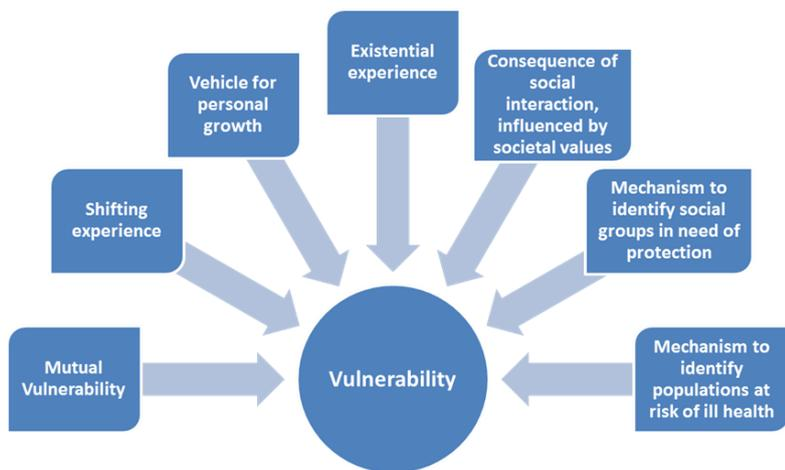 Existential
experience
Consequence of
social
interaction,
influenced by
societal values
Vehicle for
personal
growth
Mechanism to
identify social
groups in need of
protection
Shifting
experience
Mutual
Vulnerability
Vulnerability
Mechanism to
identify
populations at
risk of ill health